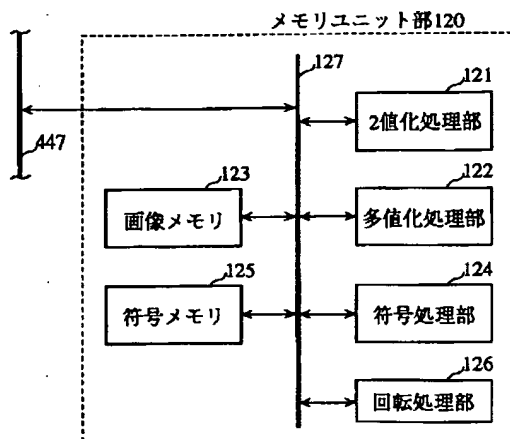 メモリユニット部120
127
121
2値化処理部
447
123
画像メモリ
122
多値化処理部
125
符号メモリ
124
符号処理部
126
回転処理部